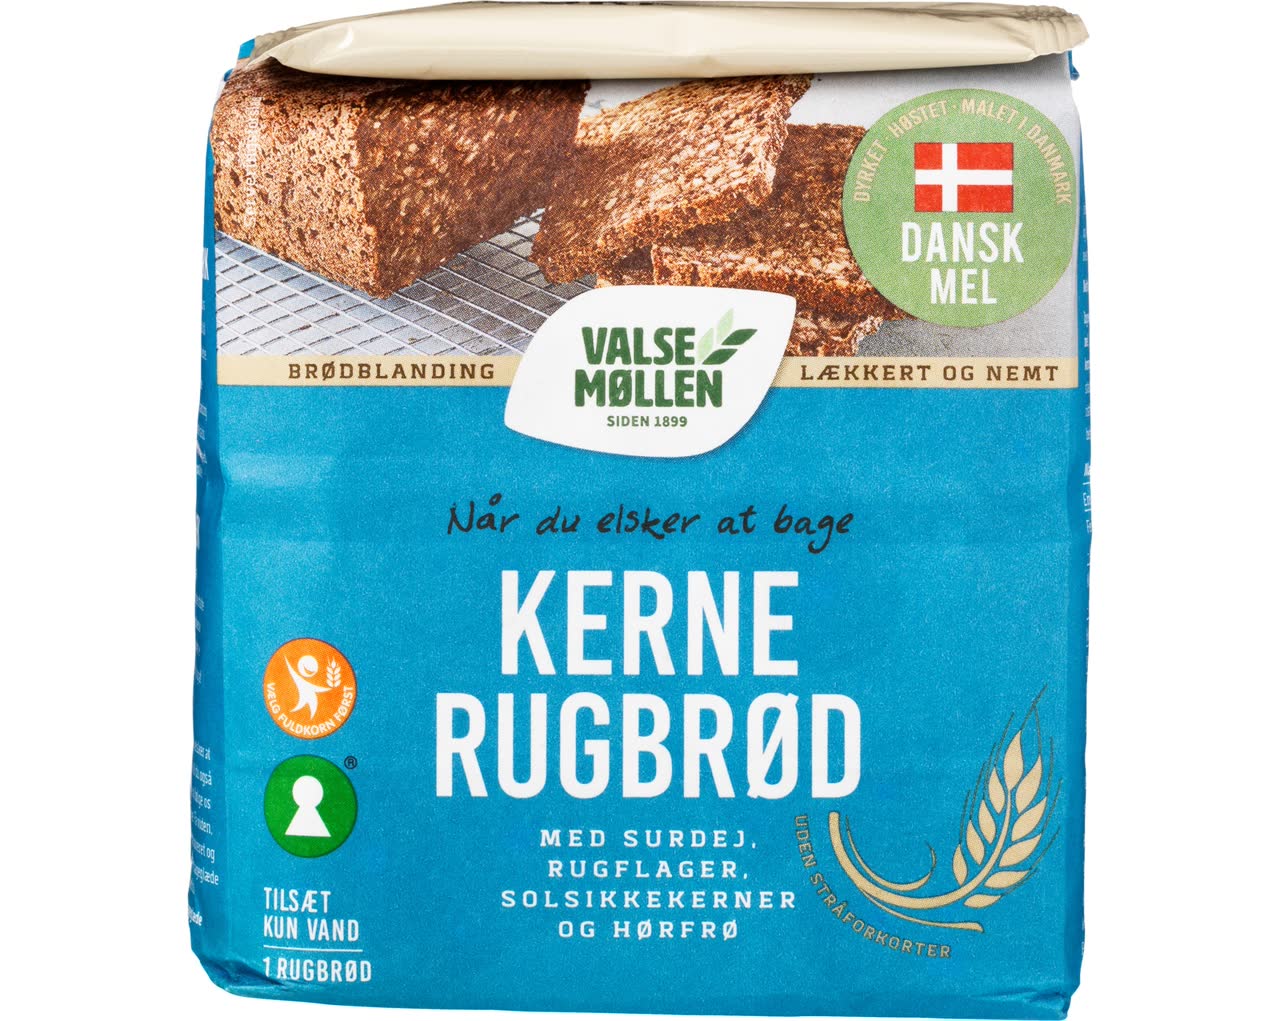 DYRKET · HØSTET · MALET I DANMARK
DANSK
MEL
BRØDBLANDING
VALSE
MØLLEN
SIDEN 1899
LÆKKERT OG NEMT
Når du elsker at bage
KERNE
RUGBRØD
MED SURDEJ,
RUGFLAGER,
SOLSIKKEKERNER
OG HØRFRØ
VÆLG FULDKORN FØRST
®
TILSÆT
KUN VAND
1 RUGBRØD
UDEN STRÅFORKORTER